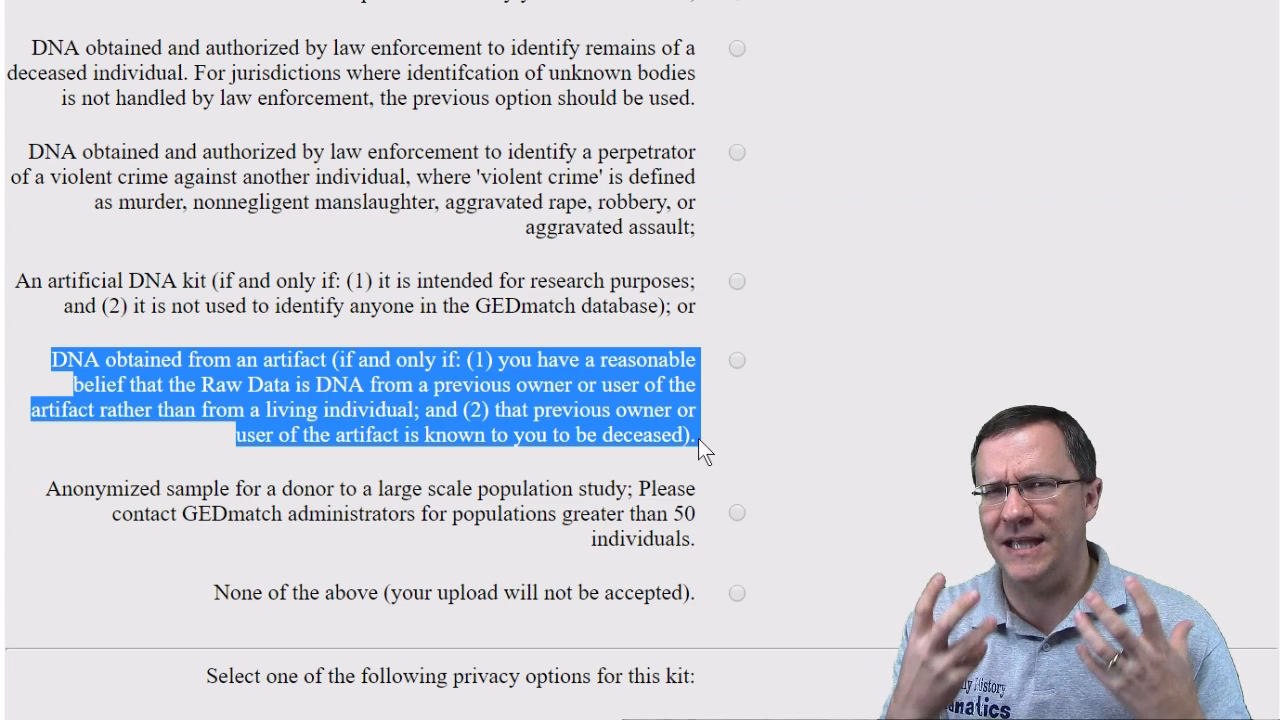 DNA obtained and authorized by law enforcement to identify remains of a
deceased individual. For jurisdictions where identifcation of unknown bodies
is not handled by law enforcement, the previous option should be used.
DNA obtained and authorized by law enforcement to identify a perpetrator
of a violent crime against another individual, where 'violent crime' is defined
as murder, nonnegligent manslaughter, aggravated rape, robbery, or
aggravated assault;
An artificial DNA kit (if and only if: (1) it is intended for research purposes;
and (2) it is not used to identify anyone in the GEDmatch database); or
DNA obtained from an artifact (if and only if: (1) you have a reasonable
belief that the Raw Data is DNA from a previous owner or user of the
artifact rather than from a living individual; and (2) that previous owner or
user of the artifact is known to you to be deceased).
Anonymized sample for a donor to a large scale population study; Please
contact GEDmatch administrators for populations greater than 50
individuals.
None of the above (your upload will not be accepted).
Select one of the following privacy options for this kit:
History